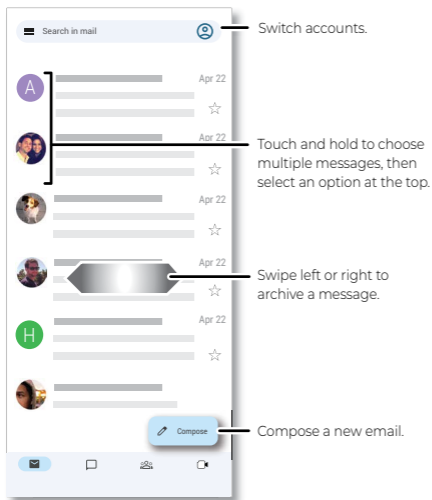 Search in mail
Switch accounts.
A
Apr 22
Apr 22
Touch and hold to choose
multiple messages, then
select an option at the top.
Apr 22
Apr 22
Swipe left or right to
archive a message.
H
Apr 22
Compose
Compose a new email.